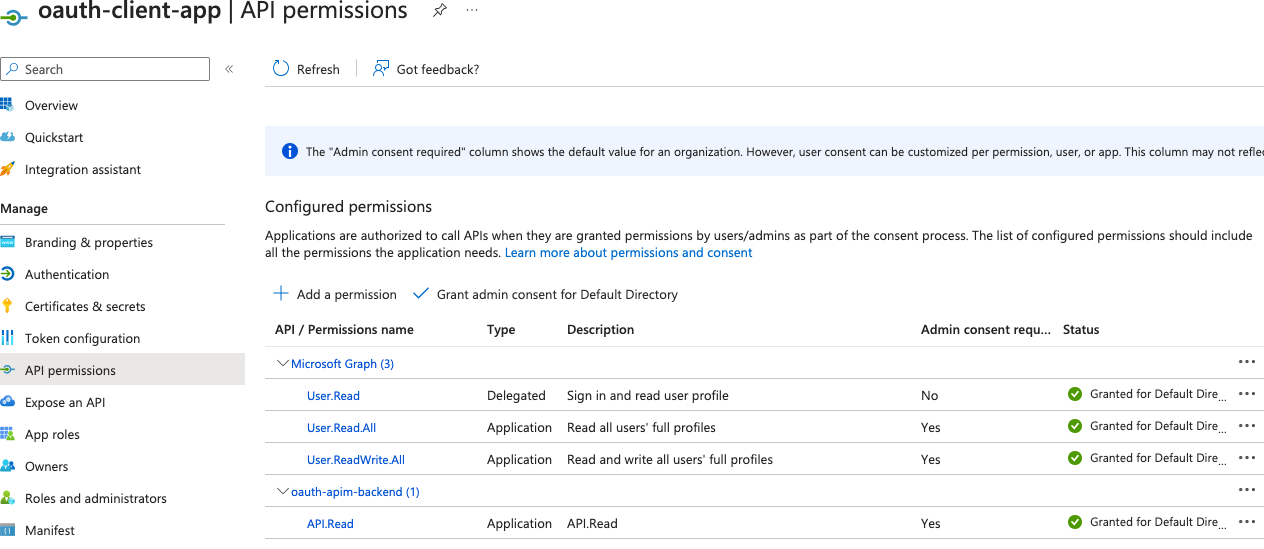 oauth-client-app | API permissions
Search
Refresh
Got feedback?
Overview
Quickstart
Integration assistant
Manage
Branding & properties
Authentication
Certificates & secrets
Token configuration
API permissions
Expose an API
App roles
Owners
Roles and administrators
Manifest
The "Admin consent required" column shows the default value for an organization. However, user consent can be customized per permission, user, or app. This column may not reflec
Configured permissions
Applications are authorized to call APIs when they are granted permissions by users/admins as part of the consent process. The list of configured permissions should include
all the permissions the application needs. Learn more about permissions and consent
Add a permission Grant admin consent for Default Directory
API / Permissions name Type Description Admin consent requ... Status
Microsoft Graph (3)
User.Read Delegated Sign in and read user profile No Granted for Default Dire...
User.Read.All Application Read all users' full profiles Yes Granted for Default Dire...
User.ReadWrite.All Application Read and write all users' full profiles Yes Granted for Default Dire...
oauth-apim-backend (1)
API.Read Application API.Read Yes Granted for Default Dire...